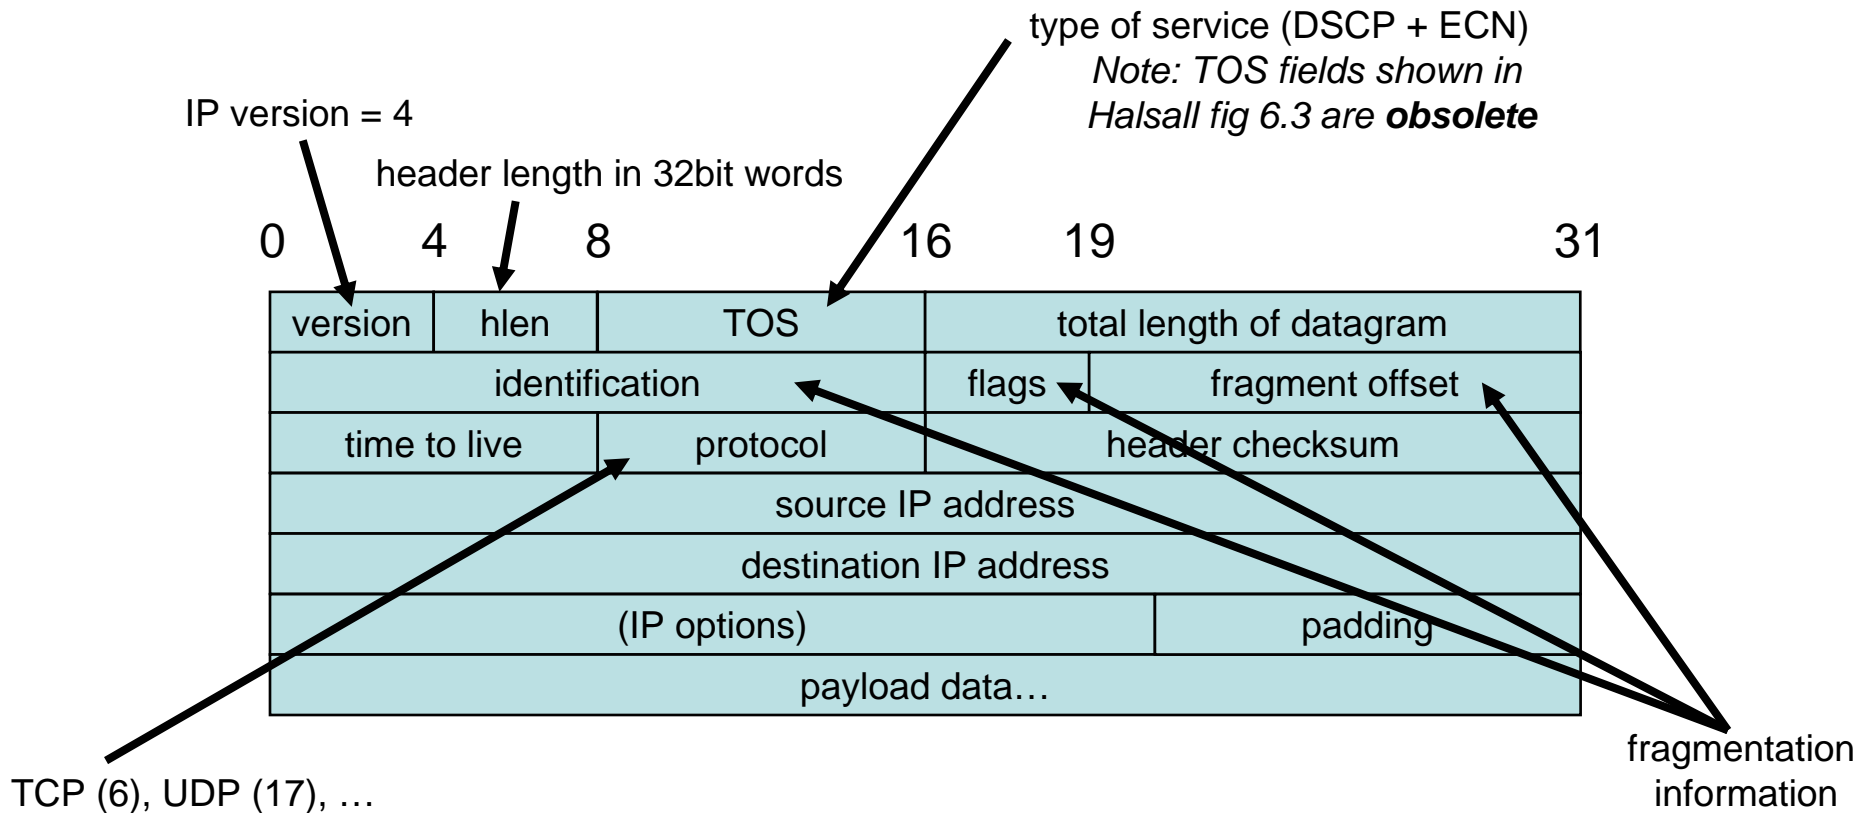 type of service (DSCP + ECN)
Note: TOS fields shown in
Halsall fig 6.3 are obsolete
IP version = 4
header length in 32bit words
0 4 8 16 19 31
version hlen TOS total length of datagram
identification flags fragment offset
time to live protocol header checksum
source IP address
destination IP address
(IP options) padding
payload data…
fragmentation
information
TCP (6), UDP (17), …